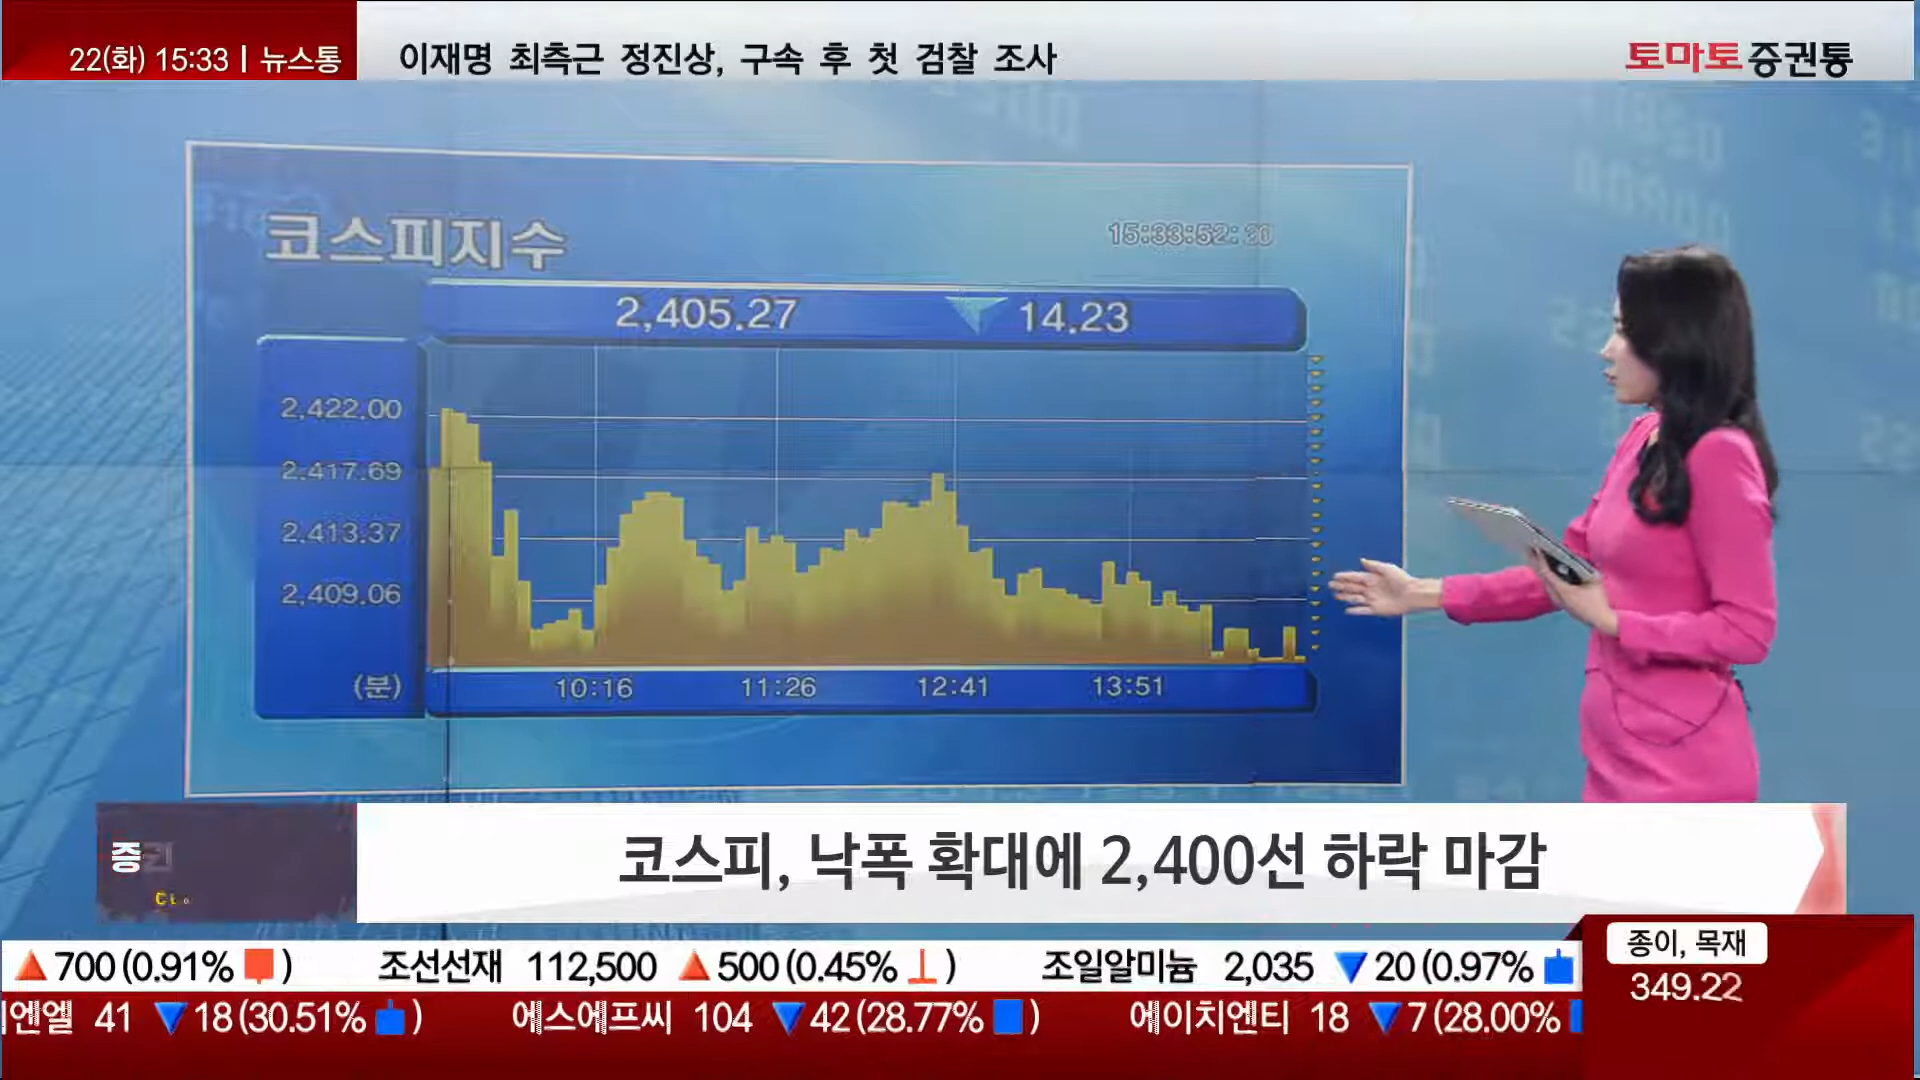 22(화) 15:33 | 뉴스통
이재명 최측근 정진상, 구속 후 첫 검찰 조사
토마토증권통
코스피지수
15:33:52:20
2,405.27 ▼ 14.23
2,422.00
2,417.69
2,413.37
2,409.06
(분) 10:16 11:26 12:41 13:51
증권
코스피, 낙폭 확대에 2,400선 하락 마감
▲700(0.91%) 조선선재 112,500 ▲500(0.45%) 조일알미늄 2,035 ▼20(0.97%
엔엘 41 ▼18(30.51%) 에스에프씨 104 ▼42(28.77%) 에이치엔티 18 ▼7(28.00%
종이, 목재
349.22